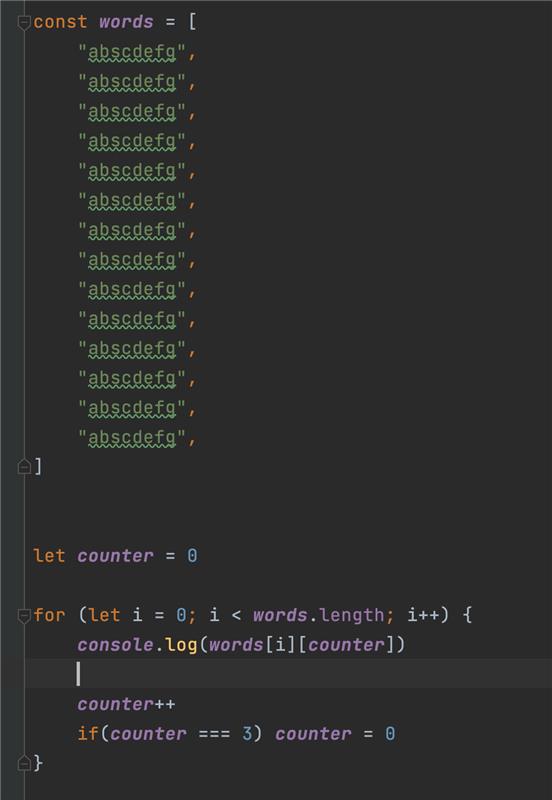 const words = [
    "abscdefg",
    "abscdefg",
    "abscdefg",
    "abscdefg",
    "abscdefg",
    "abscdefg",
    "abscdefg",
    "abscdefg",
    "abscdefg",
    "abscdefg",
    "abscdefg",
    "abscdefg",
    "abscdefg",
    "abscdefg",
]
let counter = 0
for (let i = 0; i < words.length; i++) {
    console.log(words[i][counter])
    counter++
    if(counter === 3) counter = 0
}